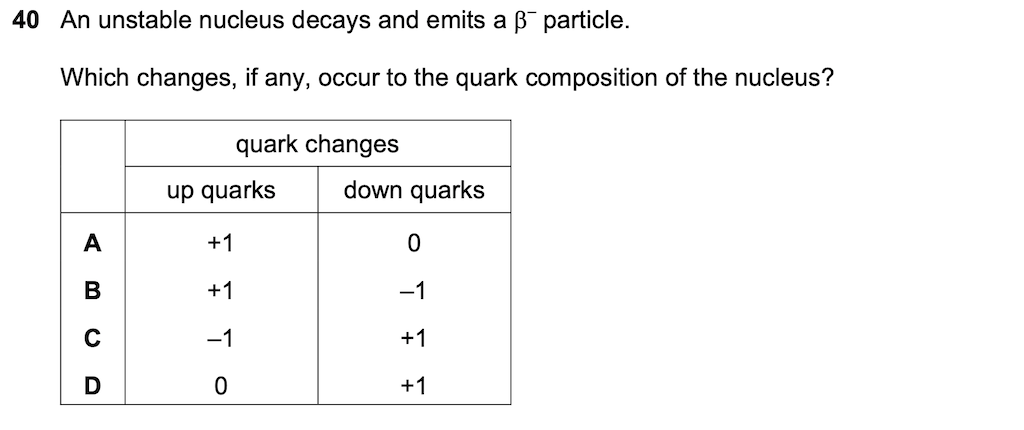 40 An unstable nucleus decays and emits a β⁻ particle.
Which changes, if any, occur to the quark composition of the nucleus?
quark changes
up quarks down quarks
A +1 0
B +1 –1
C –1 +1
D 0 +1